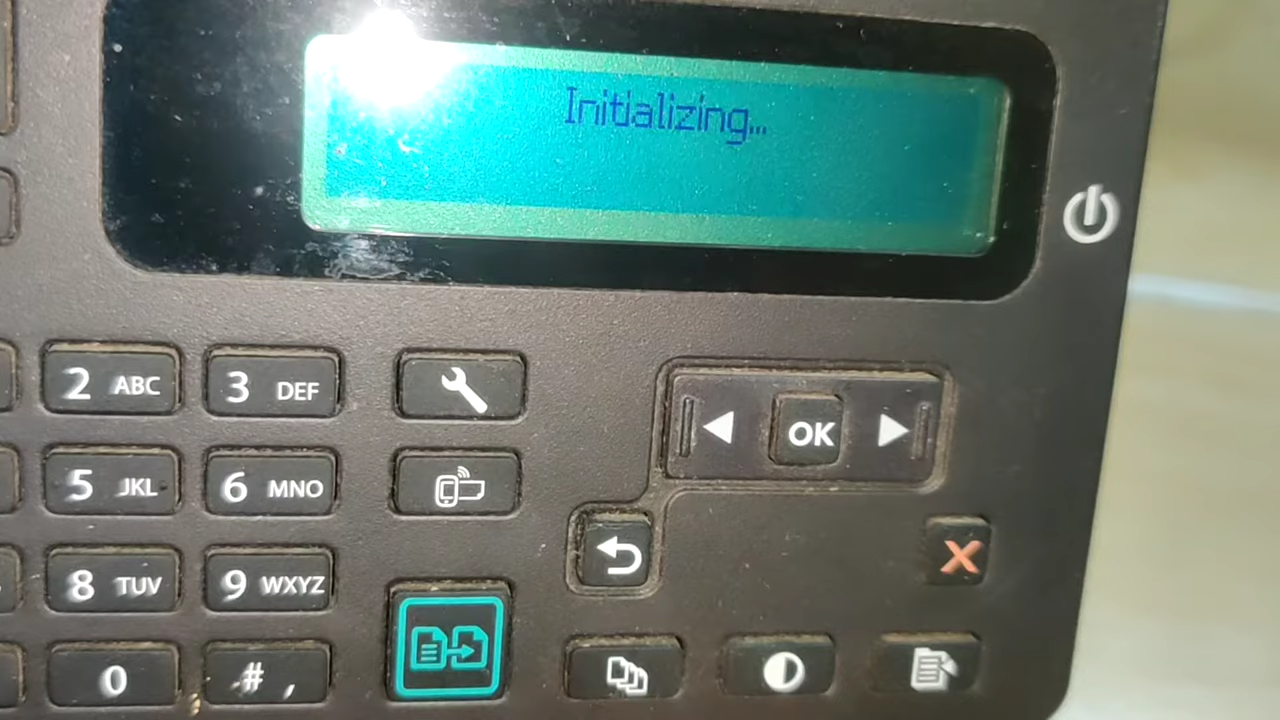 Initializing...
2 ABC
3 DEF
5 JKL
6 MNO
OK
8 TUV
9 WXYZ
0
#